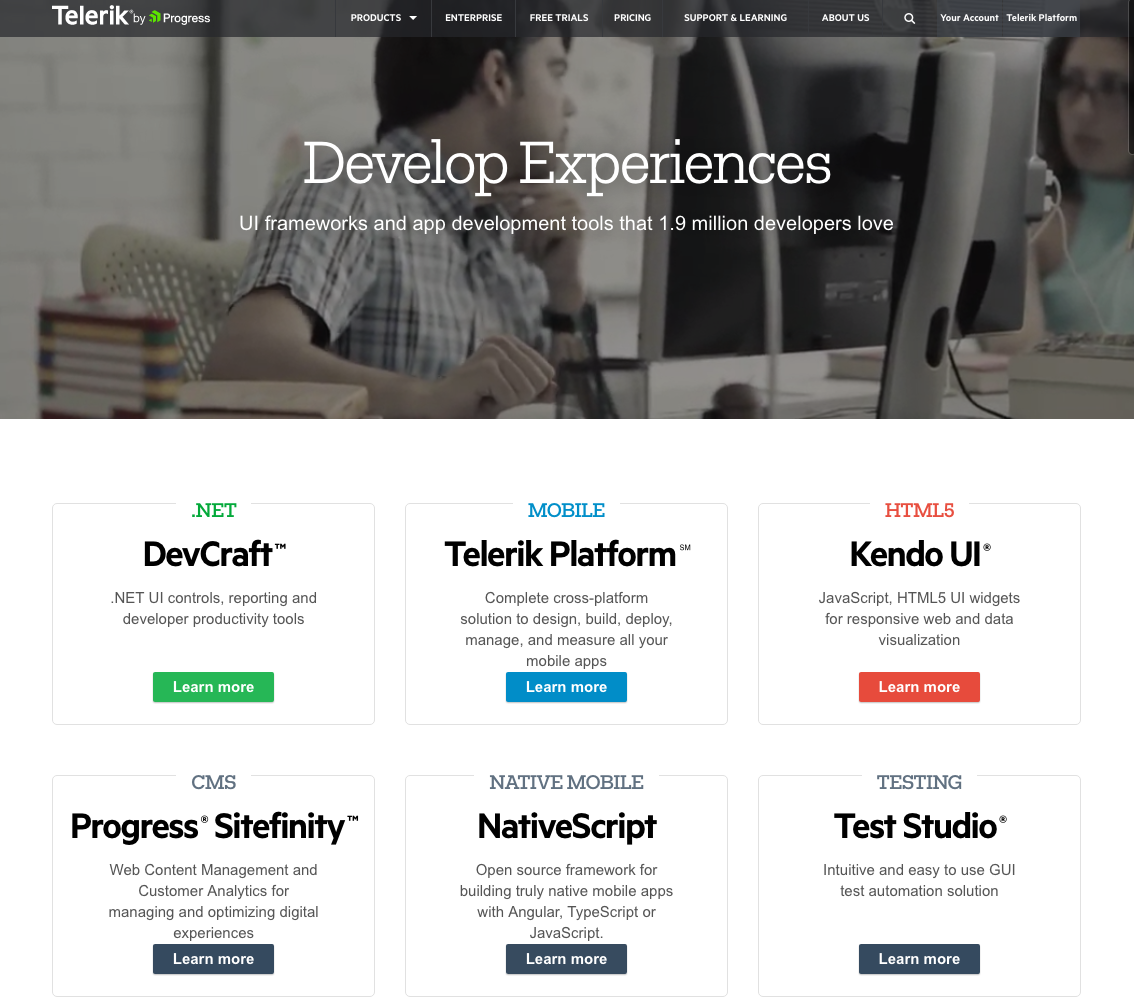 Telerik® by Progress PRODUCTS ENTERPRISE FREE TRIALS PRICING SUPPORT & LEARNING ABOUT US Your Account Telerik Platform
Develop Experiences
UI frameworks and app development tools that 1.9 million developers love
.NET
DevCraft™
.NET UI controls, reporting and
developer productivity tools
Learn more
MOBILE
Telerik Platform℠
Complete cross-platform
solution to design, build, deploy,
manage, and measure all your
mobile apps
Learn more
HTML5
Kendo UI®
JavaScript, HTML5 UI widgets
for responsive web and data
visualization
Learn more
CMS
Progress® Sitefinity™
Web Content Management and
Customer Analytics for
managing and optimizing digital
experiences
Learn more
NATIVE MOBILE
NativeScript
Open source framework for
building truly native mobile apps
with Angular, TypeScript or
JavaScript.
Learn more
TESTING
Test Studio®
Intuitive and easy to use GUI
test automation solution
Learn more